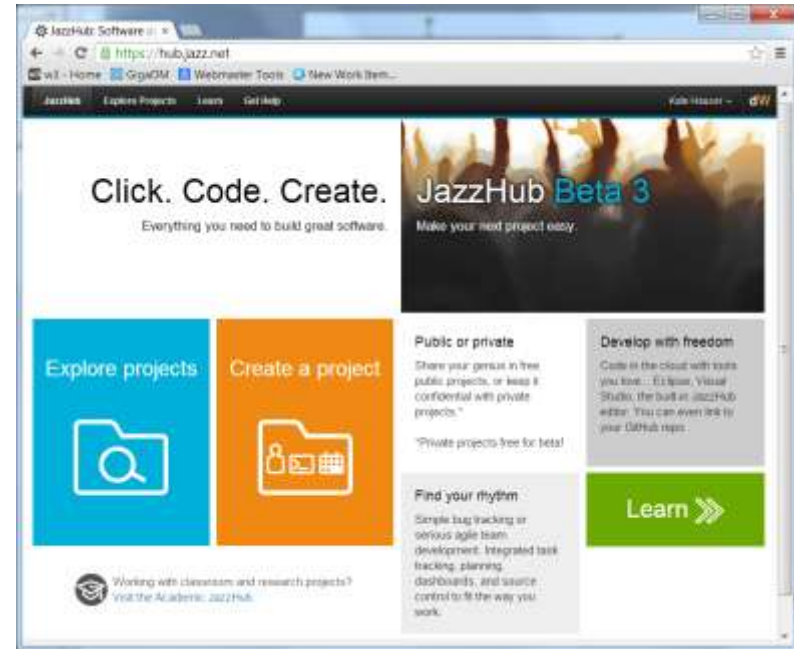 JazzHub: Software
https://hub.jazz.net
w3 - Home GigaOM Webmaster Tools New Work Item...
JazzHub Explore Projects Learn Get Help
dW
Click. Code. Create.
Everything you need to build great software.
JazzHub Beta 3
Make your next project easy.
Explore projects
Create a project
Public or private
Share your genius in free
public projects, or keep it
confidential with private
projects.*
*Private projects free for beta!
Develop with freedom
Code in the cloud with tools
you love... Eclipse, Visual
Studio, the built in JazzHub
editor. You can even link to
your GitHub repo.
Find your rhythm
Simple bug tracking or
serious agile team
development. Integrated task
tracking, planning,
dashboards, and source
control to fit the way you
work.
Learn
Working with classroom and research projects?
Visit the Academic JazzHub.